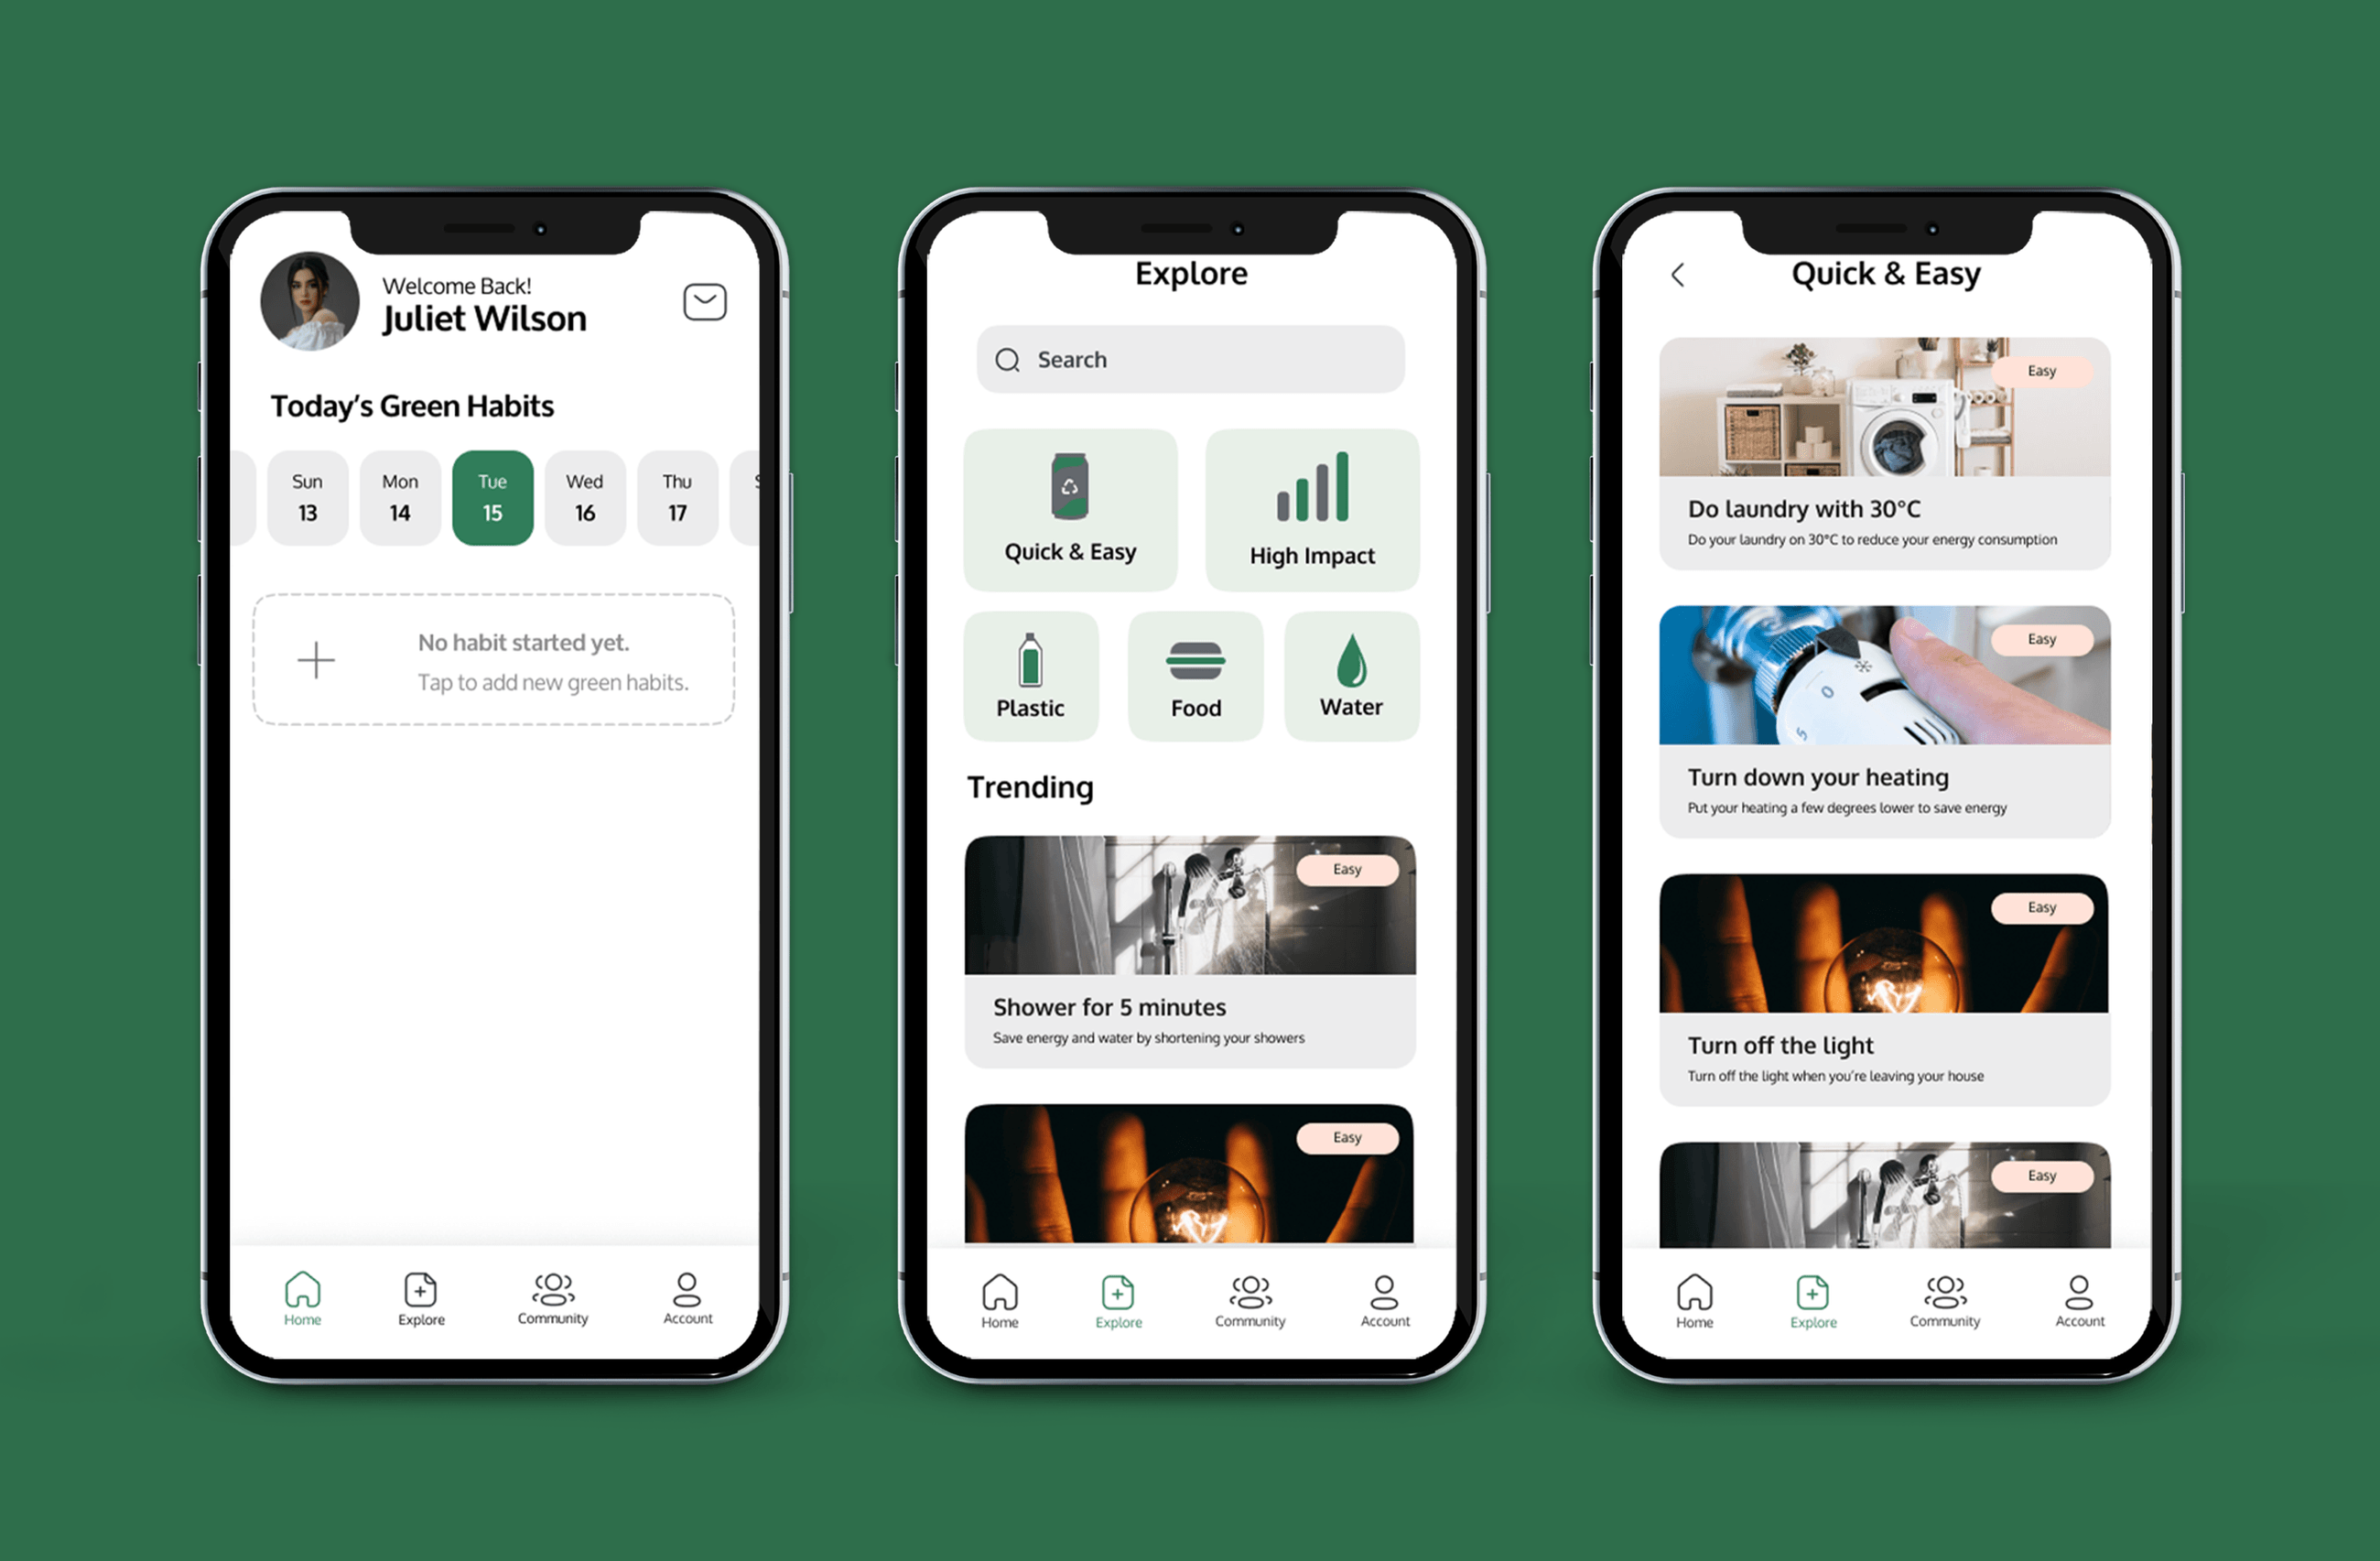 Welcome Back!
Juliet Wilson
Today’s Green Habits
Sun Mon Tue Wed Thu S
13 14 15 16 17
No habit started yet.
Tap to add new green habits.
Home Explore Community Account
Explore
Search
Quick & Easy High Impact
Plastic Food Water
Trending
Easy
Shower for 5 minutes
Save energy and water by shortening your showers
Easy
Home Explore Community Account
Quick & Easy
Easy
Do laundry with 30°C
Do your laundry on 30°C to reduce your energy consumption
Easy
0
5
Turn down your heating
Put your heating a few degrees lower to save energy
Easy
Turn off the light
Turn off the light when you’re leaving your house
Easy
Home Explore Community Account